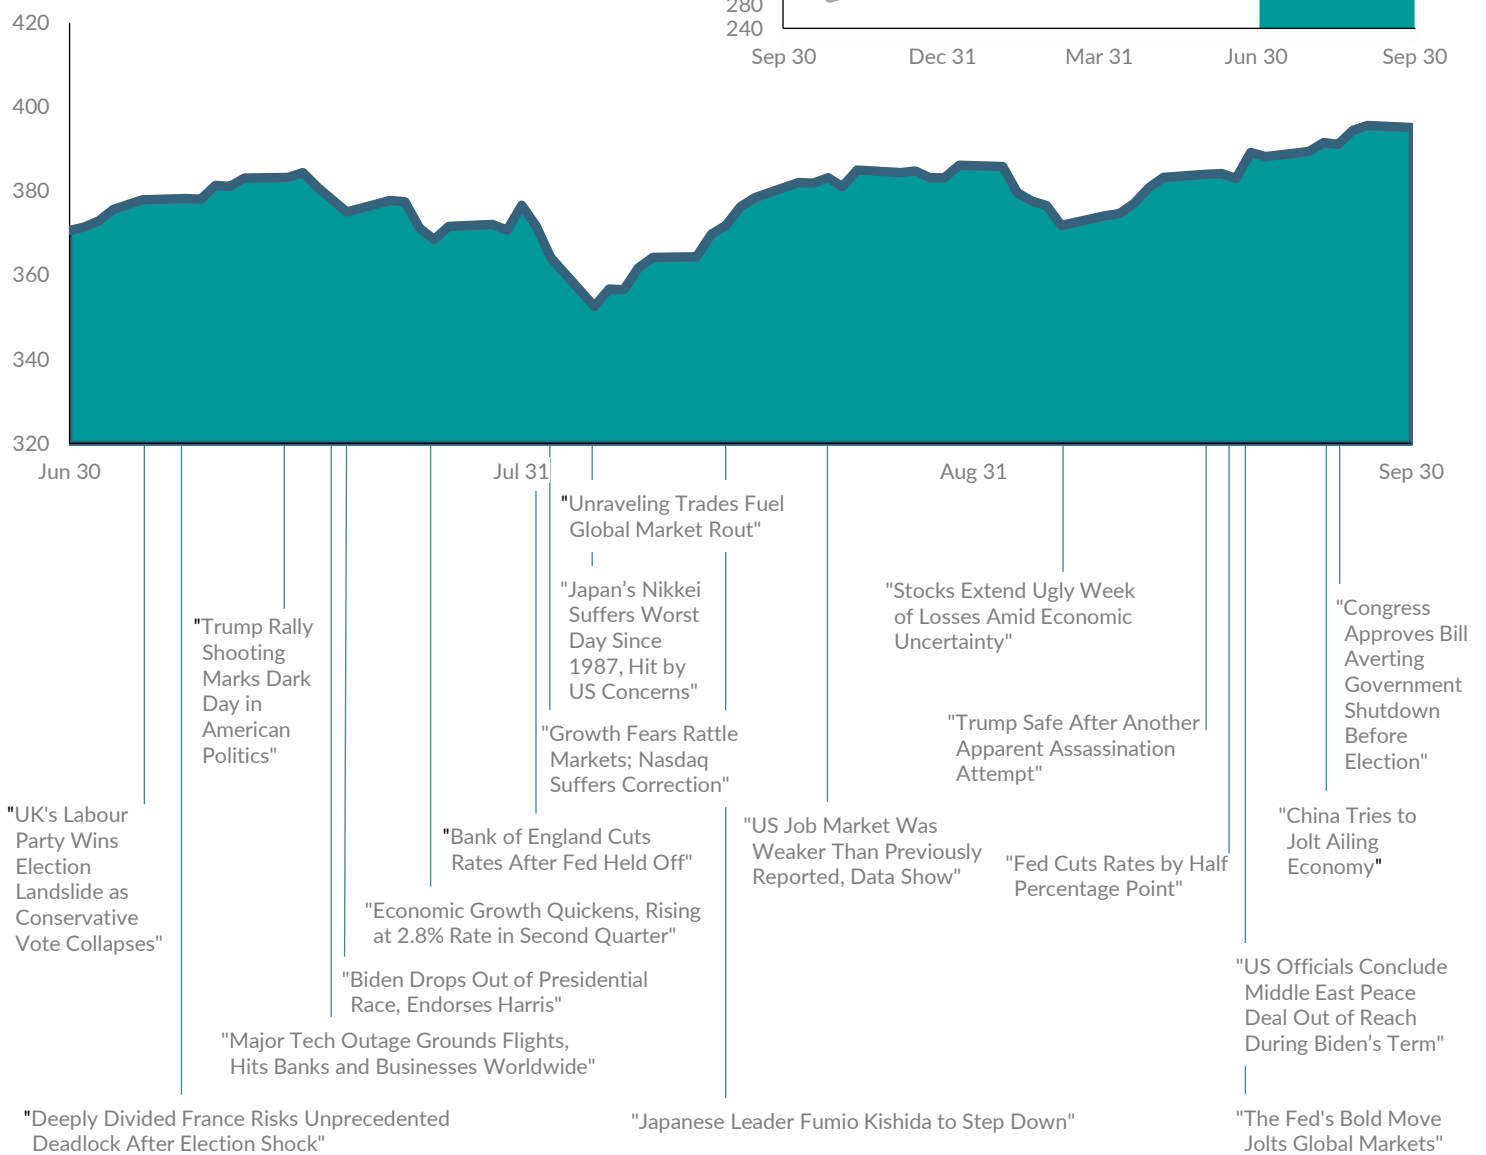 280
240
Sep 30
Dec 31
Mar 31
Jun 30
Sep 30
420
400
380
360
340
320
Jun 30
Jul 31
Aug 31
Sep 30
"Unraveling Trades Fuel
Global Market Rout"
"Japan’s Nikkei
Suffers Worst
Day Since
1987, Hit by
US Concerns"
"Stocks Extend Ugly Week
of Losses Amid Economic
Uncertainty"
"Congress
Approves Bill
Averting
Government
Shutdown
Before
Election"
"Trump Rally
Shooting
Marks Dark
Day in
American
Politics"
"Growth Fears Rattle
Markets; Nasdaq
Suffers Correction"
"Trump Safe After Another
Apparent Assassination
Attempt"
"UK's Labour
Party Wins
Election
Landslide as
Conservative
Vote Collapses"
"Bank of England Cuts
Rates After Fed Held Off"
"US Job Market Was
Weaker Than Previously
Reported, Data Show"
"Fed Cuts Rates by Half
Percentage Point"
"China Tries to
Jolt Ailing
Economy"
"Economic Growth Quickens, Rising
at 2.8% Rate in Second Quarter"
"Biden Drops Out of Presidential
Race, Endorses Harris"
"US Officials Conclude
Middle East Peace
Deal Out of Reach
During Biden’s Term"
"Major Tech Outage Grounds Flights,
Hits Banks and Businesses Worldwide"
"Deeply Divided France Risks Unprecedented
Deadlock After Election Shock"
"Japanese Leader Fumio Kishida to Step Down"
"The Fed's Bold Move
Jolts Global Markets"